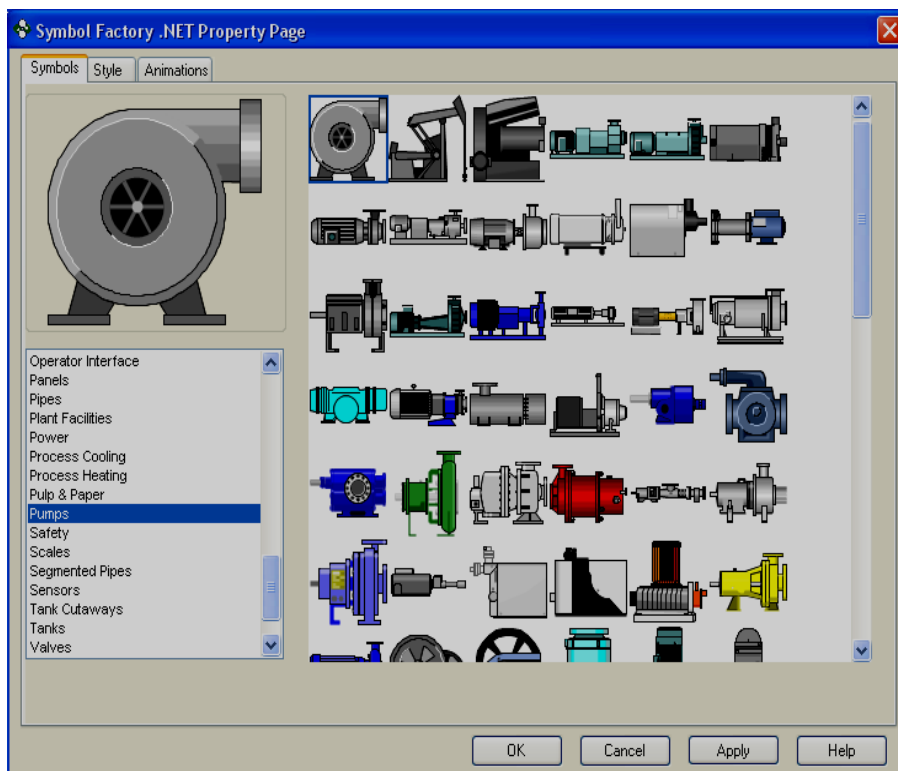 Symbol Factory .NET Property Page
Symbols Style Animations
Operator Interface
Panels
Pipes
Plant Facilities
Power
Process Cooling
Process Heating
Pulp & Paper
Pumps
Safety
Scales
Segmented Pipes
Sensors
Tank Cutaways
Tanks
Valves
OK Cancel Apply Help